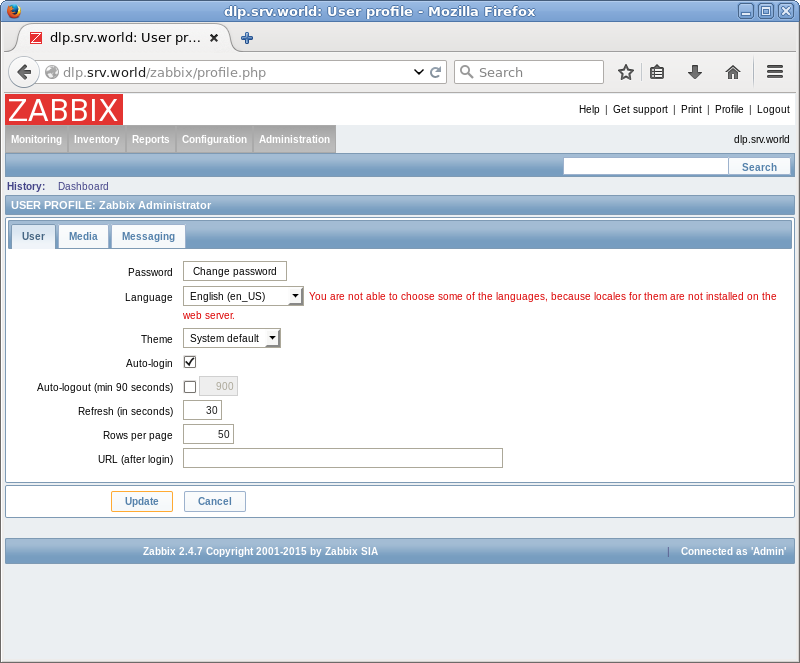 dlp.srv.world: User profile - Mozilla Firefox
dlp.srv.world: User pr...
dlp.srv.world/zabbix/profile.php
Search
ZABBIX
Help | Get support | Print | Profile | Logout
Monitoring Inventory Reports Configuration Administration
dlp.srv.world
Search
History: Dashboard
USER PROFILE: Zabbix Administrator
User Media Messaging
Password Change password
Language English (en_US) You are not able to choose some of the languages, because locales for them are not installed on the
web server.
Theme System default
Auto-login
Auto-logout (min 90 seconds) 900
Refresh (in seconds) 30
Rows per page 50
URL (after login)
Update Cancel
Zabbix 2.4.7 Copyright 2001-2015 by Zabbix SIA | Connected as 'Admin'